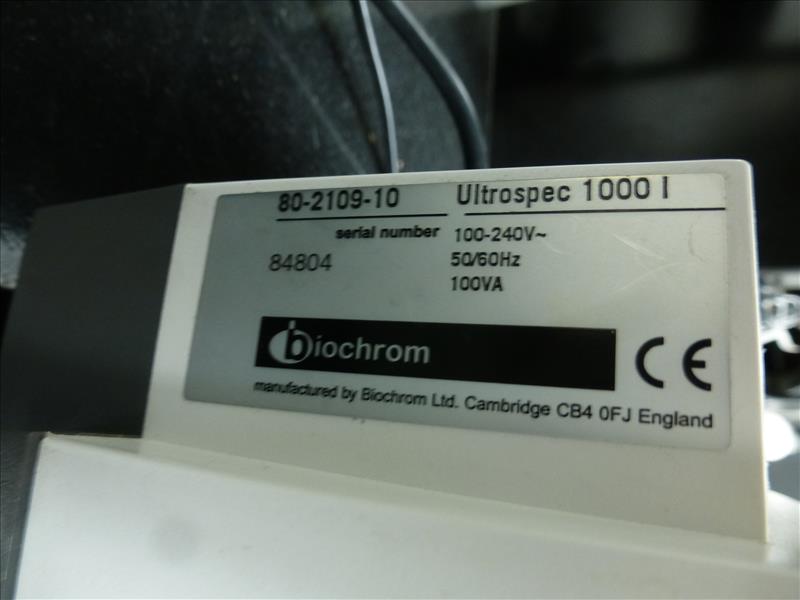 80-2109-10 Ultrospec 1000 I
serial number 100-240V~
84804 50/60Hz
100VA
biochrom CE
manufactured by Biochrom Ltd. Cambridge CB4 0FJ England